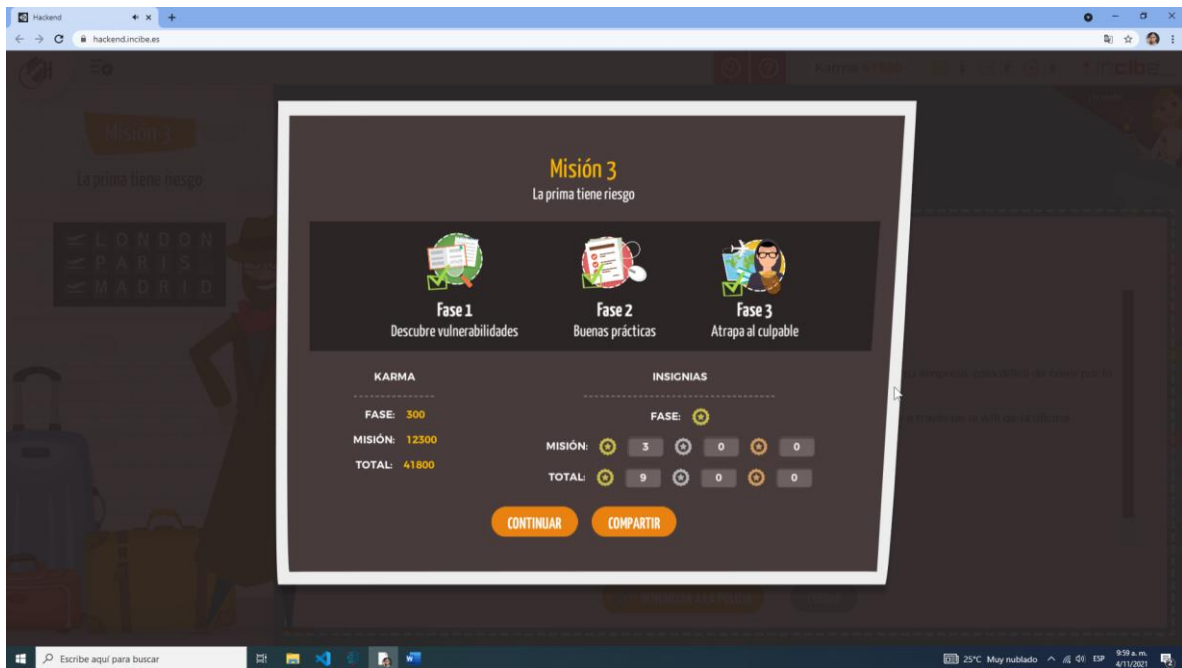 Hackend
hackend.incibe.es
Karma
incibe
Misión 3
La prima tiene riesgo
LONDON
PARIS
MADRID
Misión 3
La prima tiene riesgo
Fase 1
Descubre vulnerabilidades
Fase 2
Buenas prácticas
Fase 3
Atrapa al culpable
KARMA
FASE: 300
MISIÓN: 12300
TOTAL: 41800
INSIGNIAS
FASE:
MISIÓN: 3 0 0
TOTAL: 9 0 0
CONTINUAR
COMPARTIR
Escribe aquí para buscar
25°C Muy nublado
ESP
9:59 a. m.
4/11/2021
2